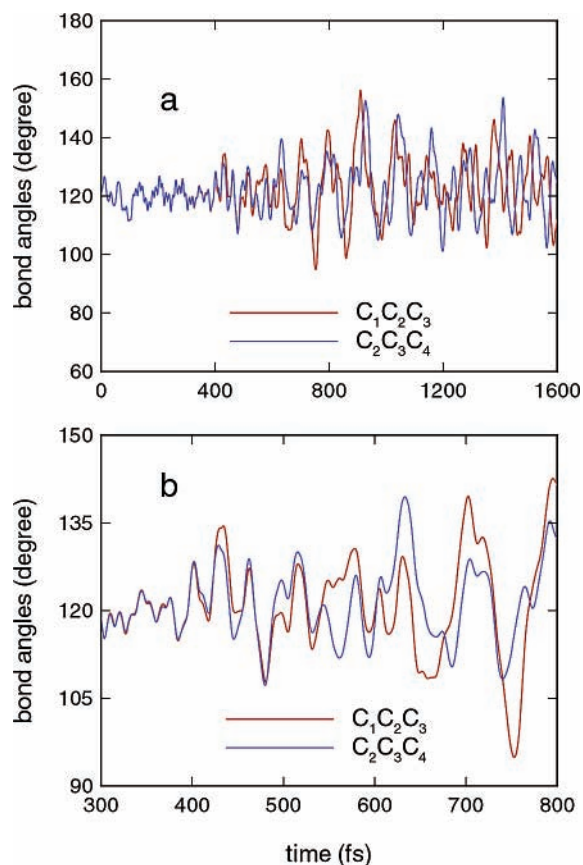 bond angles (degree)
180
160
140
120
100
80
60
a
C₁C₂C₃
C₂C₃C₄
0
400
800
1200
1600
bond angles (degree)
150
135
120
105
90
b
C₁C₂C₃
C₂C₃C₄
300
400
500
600
700
800
time (fs)